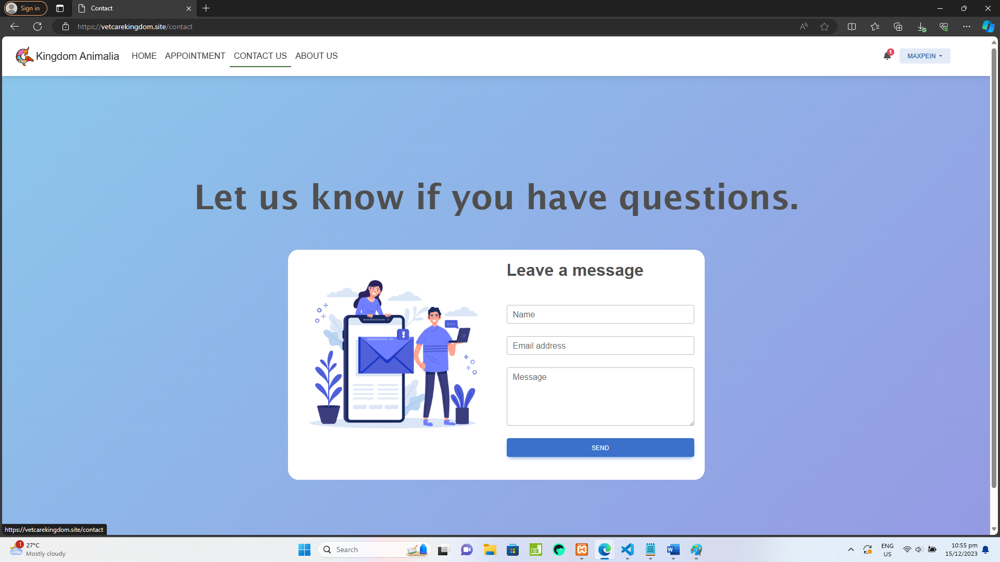 Sign in
Contact
https://vetcarekingdom.site/contact
Kingdom Animalia
HOME
APPOINTMENT
CONTACT US
ABOUT US
1
MAXPEIN
Let us know if you have questions.
Leave a message
Name
Email address
Message
SEND
https://vetcarekingdom.site/contact
1
27°C
Mostly cloudy
Search
ENG
US
10:55 pm
15/12/2023